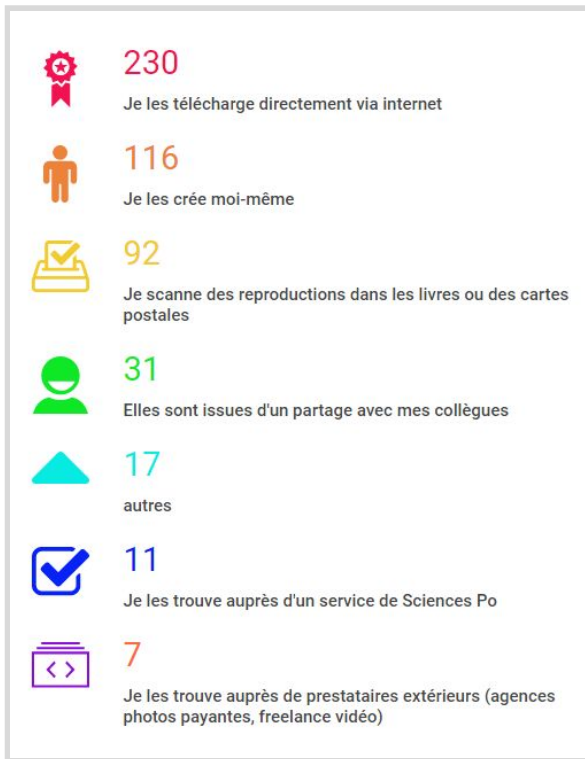 230
Je les télécharge directement via internet
116
Je les crée moi-même
92
Je scanne des reproductions dans les livres ou des cartes
postales
31
Elles sont issues d'un partage avec mes collègues
17
autres
11
Je les trouve auprès d'un service de Sciences Po
7
Je les trouve auprès de prestataires extérieurs (agences
photos payantes, freelance vidéo)